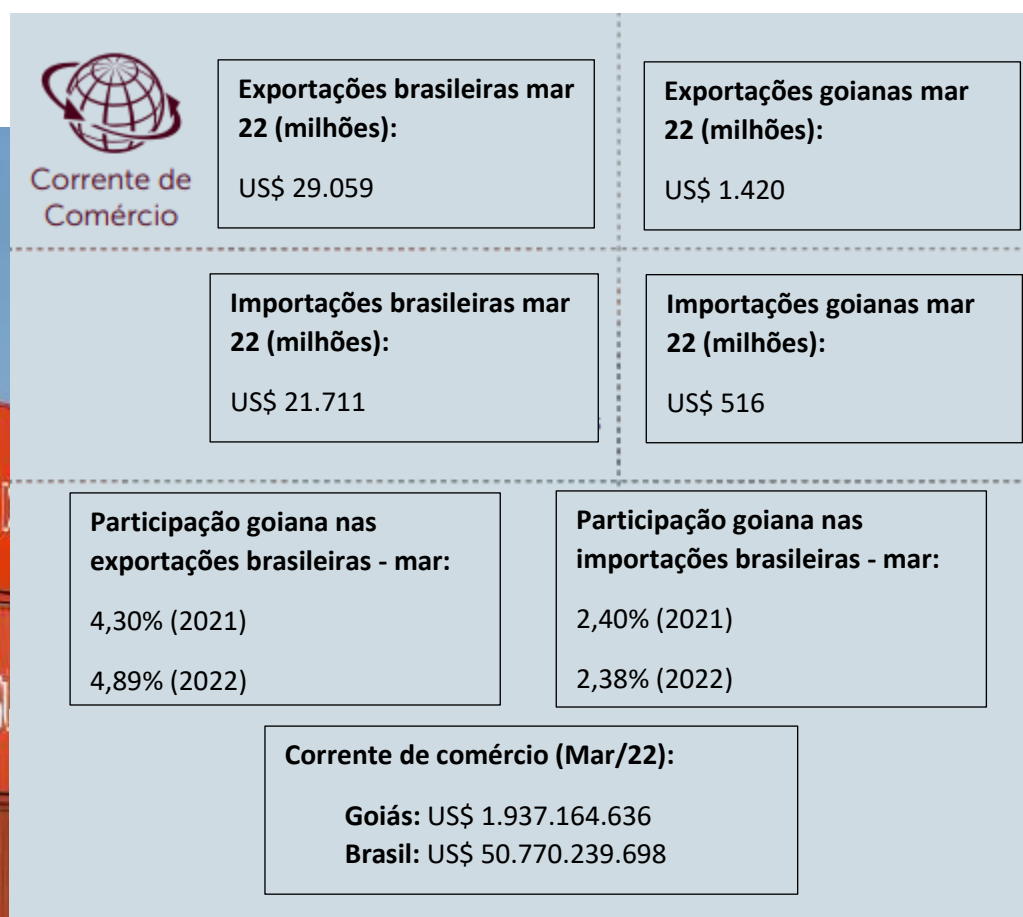 Corrente de
Comércio
Exportações brasileiras mar
22 (milhões):
US$ 29.059
Exportações goianas mar
22 (milhões):
US$ 1.420
Importações brasileiras mar
22 (milhões):
US$ 21.711
Importações goianas mar
22 (milhões):
US$ 516
Participação goiana nas
exportações brasileiras - mar:
4,30% (2021)
4,89% (2022)
Participação goiana nas
importações brasileiras - mar:
2,40% (2021)
2,38% (2022)
Corrente de comércio (Mar/22):
Goiás: US$ 1.937.164.636
Brasil: US$ 50.770.239.698